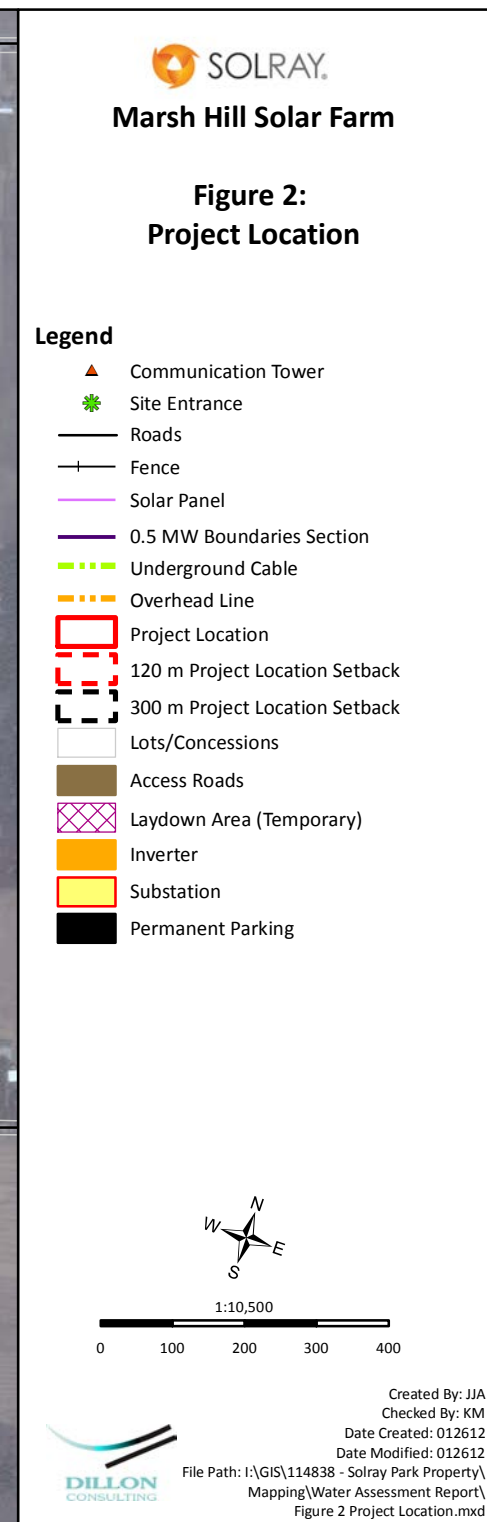 SOLRAY.
Marsh Hill Solar Farm
Figure 2:
Project Location
Legend
Communication Tower
Site Entrance
Roads
Fence
Solar Panel
0.5 MW Boundaries Section
Underground Cable
Overhead Line
Project Location
120 m Project Location Setback
300 m Project Location Setback
Lots/Concessions
Access Roads
Laydown Area (Temporary)
Inverter
Substation
Permanent Parking
N
W
E
S
1:10,500
0 100 200 300 400
Created By: JJA
Checked By: KM
Date Created: 012612
Date Modified: 012612
File Path: I:\GIS\114838 - Solray Park Property\
Mapping\Water Assessment Report\
Figure 2 Project Location.mxd
DILLON
CONSULTING